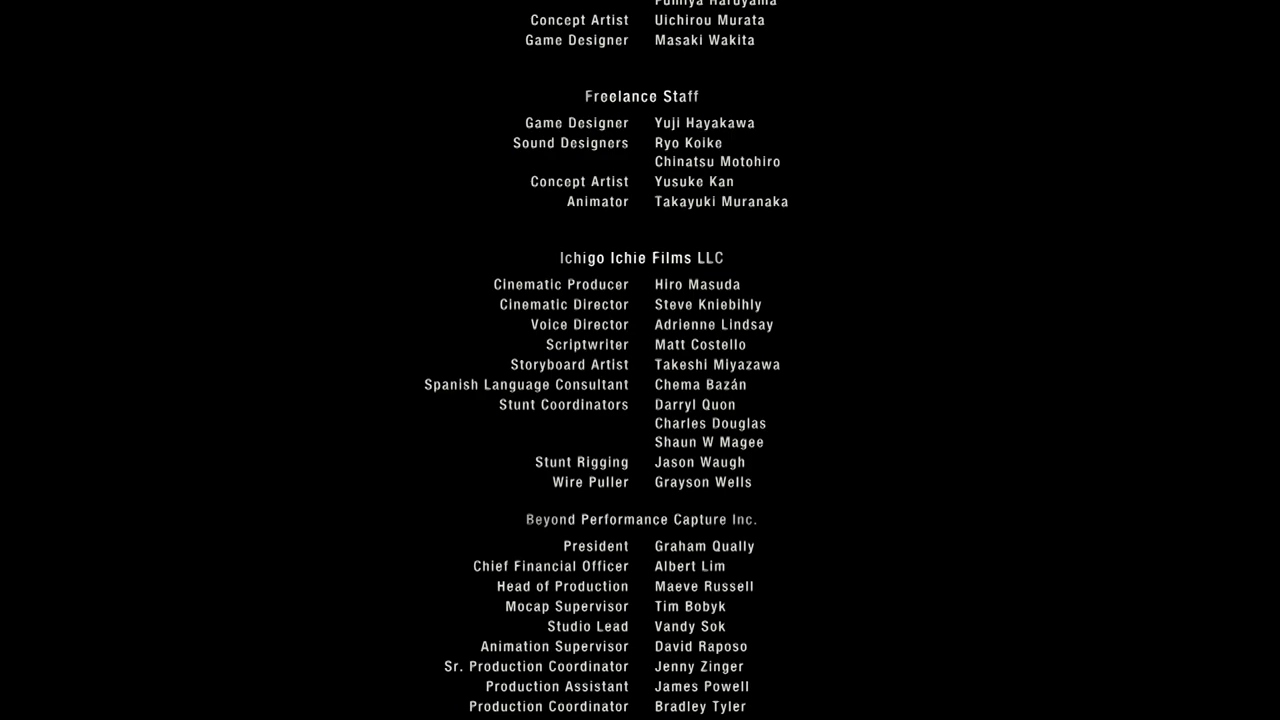 Concept Artist Uichirou Murata
Game Designer Masaki Wakita
Freelance Staff
Game Designer Yuji Hayakawa
Sound Designers Ryo Koike
Chinatsu Motohiro
Concept Artist Yusuke Kan
Animator Takayuki Muranaka
Ichigo Ichie Films LLC
Cinematic Producer Hiro Masuda
Cinematic Director Steve Kniebihly
Voice Director Adrienne Lindsay
Scriptwriter Matt Costello
Storyboard Artist Takeshi Miyazawa
Spanish Language Consultant Chema Bazán
Stunt Coordinators Darryl Quon
Charles Douglas
Shaun W Magee
Stunt Rigging Jason Waugh
Wire Puller Grayson Wells
Beyond Performance Capture Inc.
President Graham Qually
Chief Financial Officer Albert Lim
Head of Production Maeve Russell
Mocap Supervisor Tim Bobyk
Studio Lead Vandy Sok
Animation Supervisor David Raposo
Sr. Production Coordinator Jenny Zinger
Production Assistant James Powell
Production Coordinator Bradley Tyler